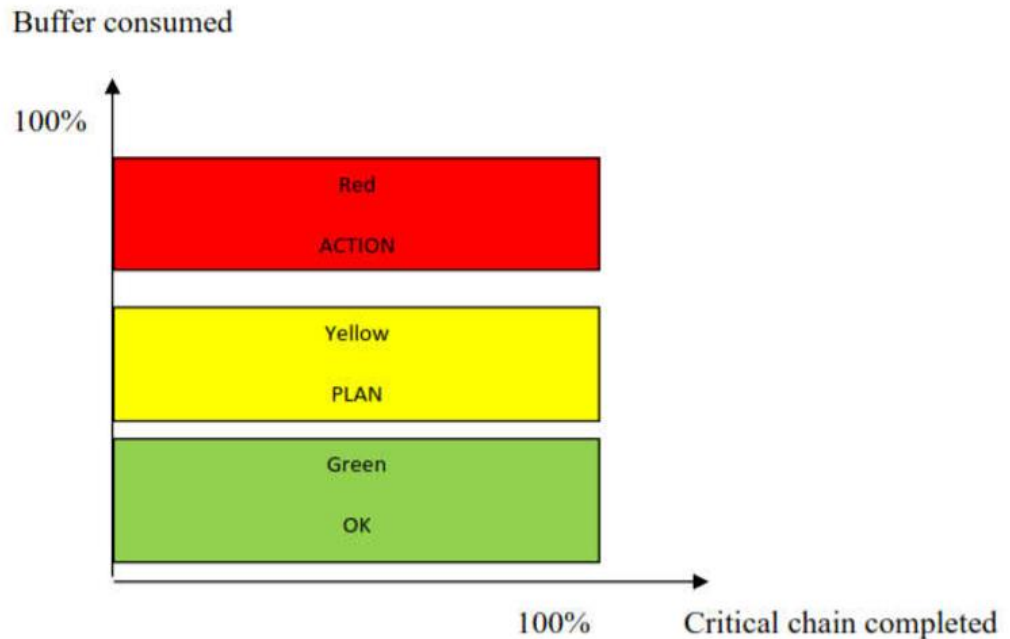 Buffer consumed
100%
Red
ACTION
Yellow
PLAN
Green
OK
100% Critical chain completed